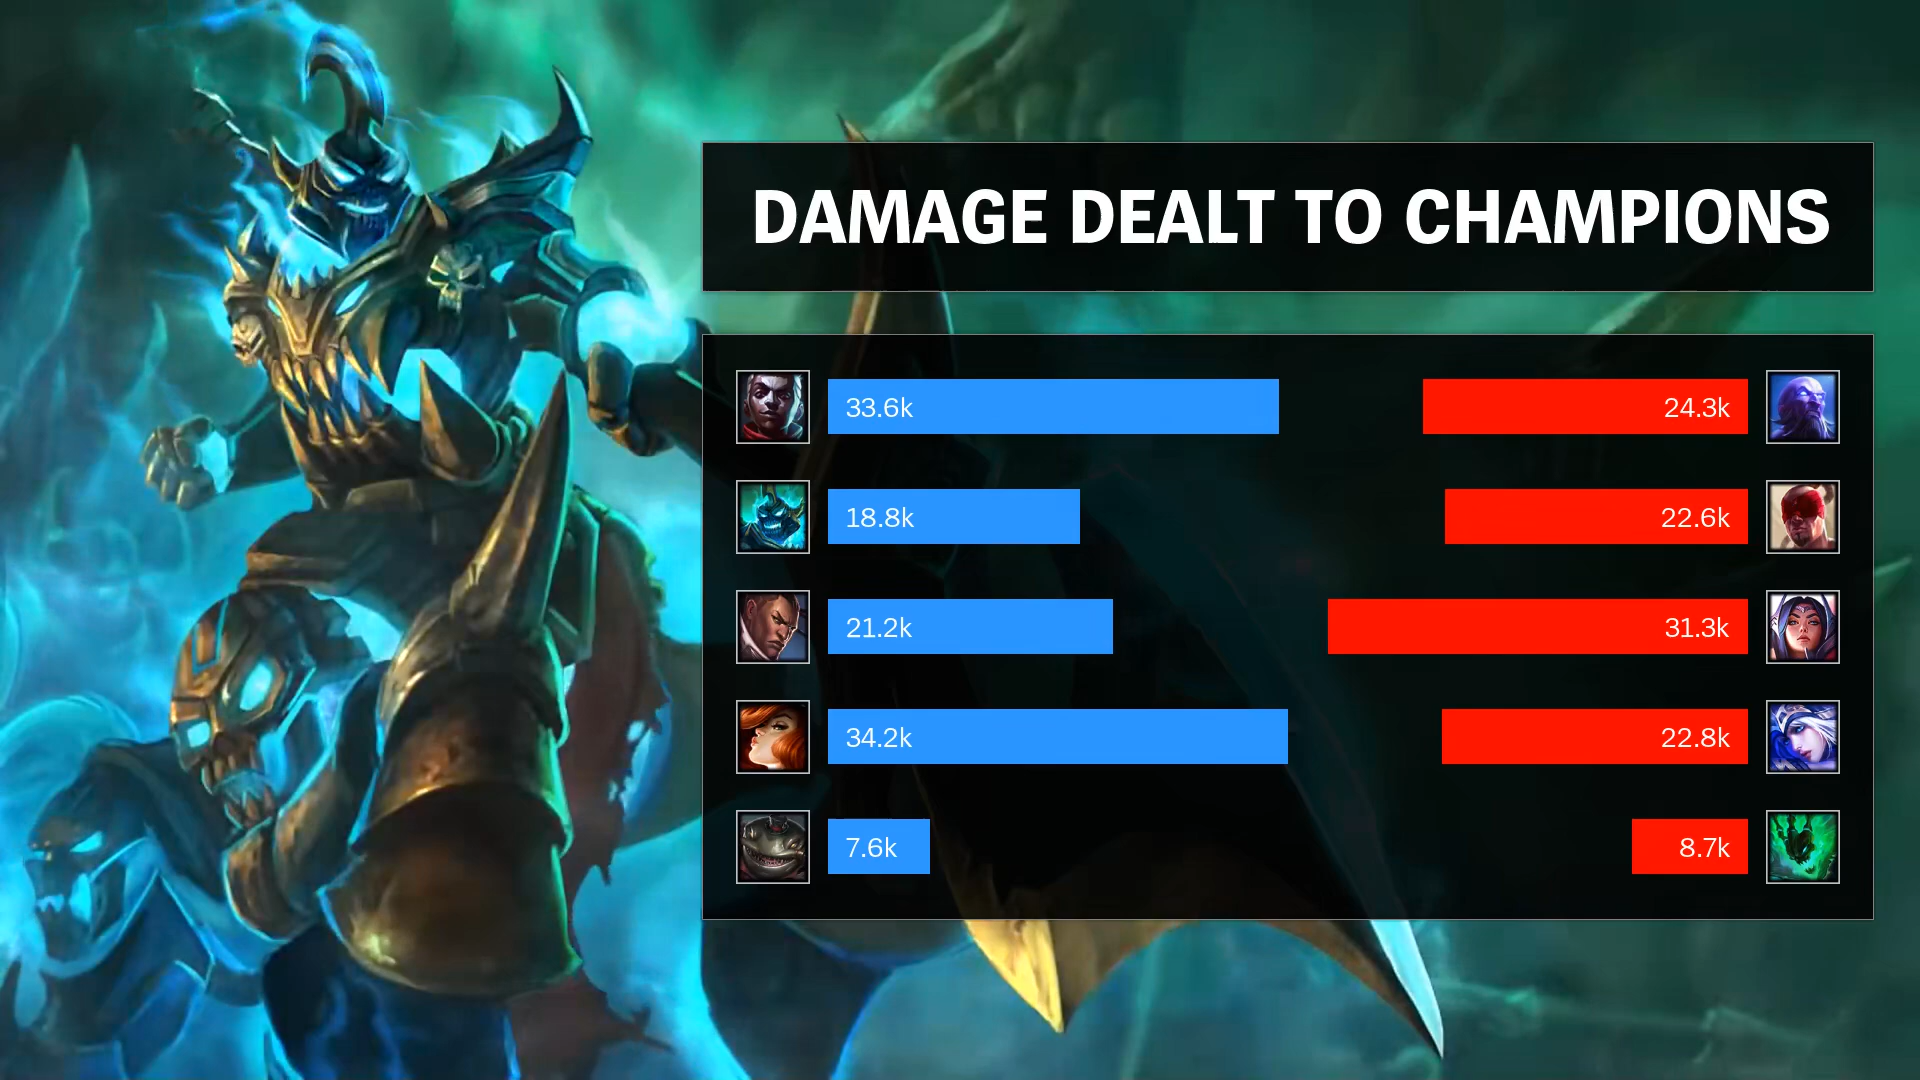 DAMAGE DEALT TO CHAMPIONS
33.6k 24.3k
18.8k 22.6k
21.2k 31.3k
34.2k 22.8k
7.6k 8.7k